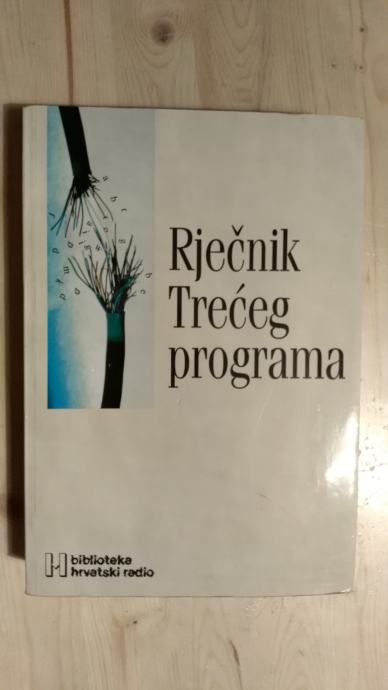 Rječnik
Trećeg
programa
biblioteka
hrvatski radio